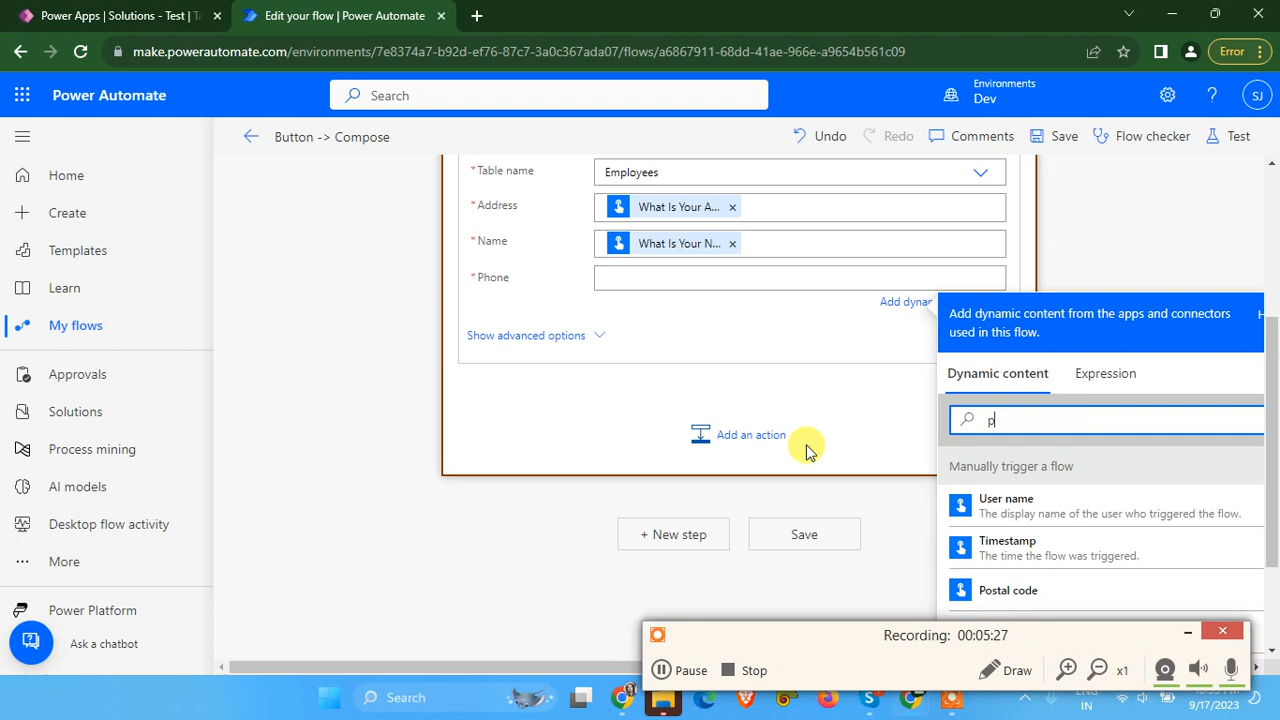 Power Apps | Solutions - Test | Ta
Edit your flow | Power Automate
make.powerautomate.com/environments/7e8374a7-b92d-ef76-87c7-3a0c367ada07/flows/a6867911-68dd-41ae-966e-a9654b561c09
Error
Power Automate
Search
Environments
Dev
SJ
Button -> Compose
Undo
Redo
Comments
Save
Flow checker
Test
Home
Create
Templates
Learn
My flows
Approvals
Solutions
Process mining
AI models
Desktop flow activity
More
Power Platform
Ask a chatbot
* Table name
Employees
* Address
What Is Your A...
* Name
What Is Your N...
* Phone
Add dynar
Show advanced options
Add an action
+ New step
Save
Add dynamic content from the apps and connectors
used in this flow.
H
Dynamic content
Expression
p
Manually trigger a flow
User name
The display name of the user who triggered the flow.
Timestamp
The time the flow was triggered.
Postal code
Recording: 00:05:27
Pause
Stop
Draw
x1
Search
ENG
IN
9/17/2023